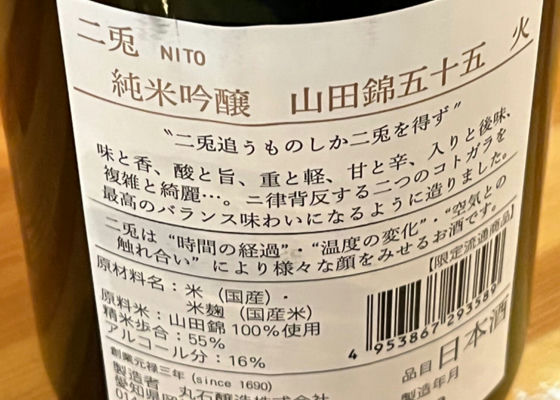 二兎 NITO
純米吟醸 山田錦五十五 火
“二兎追うものしか二兎を得ず”
味と香、酸と旨、重と軽、甘と辛、入りと後味、
複雑と綺麗…。ニ律背反する二つのコトガラを
最高のバランス味わいになるように造りました。
二兎は“時間の経過”・“温度の変化”・“空気との
触れ合い”により様々な顔をみせるお酒です。
【限定流通商品】
原材料名：米（国産）・
米麹（国産米）
原料米：山田錦100%使用
精米歩合：55%
アルコール分：16%
4 953867 293589
品目 日本酒
製造年月
創業元禄三年（since 1690）
製造者 丸石醸造株式会社
愛知県岡